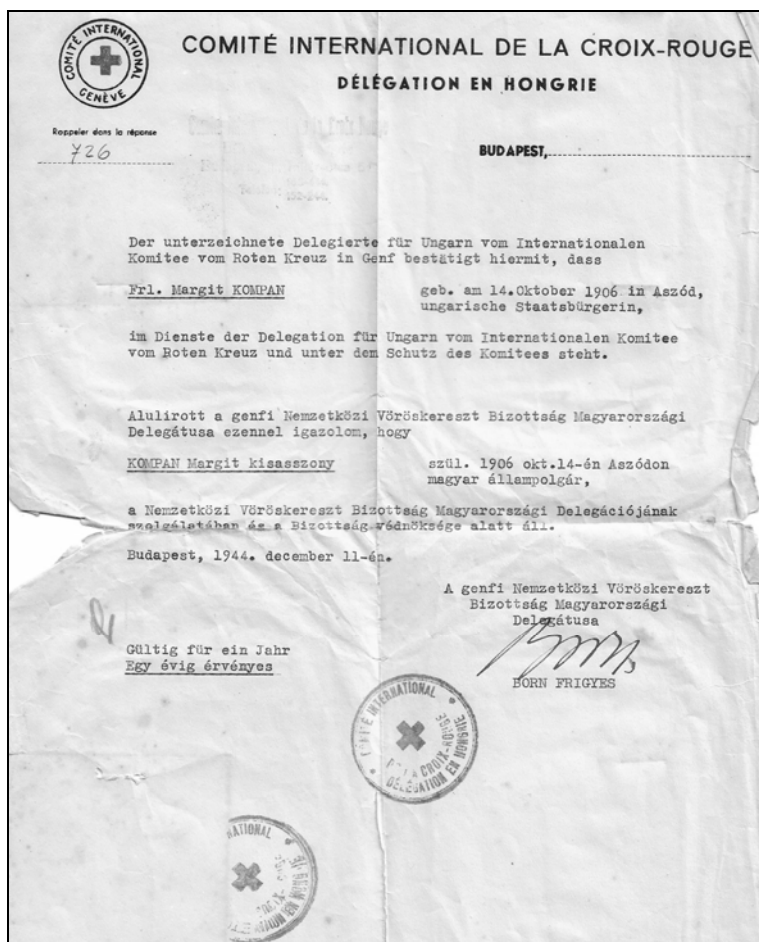 COMITÉ INTERNATIONAL
GENÈVE
COMITÉ INTERNATIONAL DE LA CROIX-ROUGE
DÉLÉGATION EN HONGRIE
Rappeler dans la réponse
726
BUDAPEST,
Der unterzeichnete Delegierte für Ungarn vom Internationalen
Komitee vom Roten Kreuz in Genf bestätigt hiermit, dass
Frl. Margit KOMPAN geb. am 14.Oktober 1906 in Aszód,
ungarische Staatsbürgerin,
im Dienste der Delegation für Ungarn vom Internationalen Komitee
vom Roten Kreuz und unter dem Schutz des Komitees steht.
Alulirott a genfi Nemzetközi Vöröskereszt Bizottság Magyarországi
Delegátusa ezennel igazolom, hogy
KOMPAN Margit kisasszony szül. 1906 okt.14-én Aszódon
magyar állampolgár,
a Nemzetközi Vöröskereszt Bizottság Magyarországi Delegációjának
szolgálatában és a Bizottság védnöksége alatt áll.
Budapest, 1944. december 11-én.
A genfi Nemzetközi Vöröskereszt
Bizottság Magyarországi
Delegátusa
Gültig für ein Jahr
Egy évig érvényes
BORN FRIGYES
COMITÉ INTERNATIONAL
DE LA CROIX-ROUGE
DÉLÉGATION EN HONGRIE